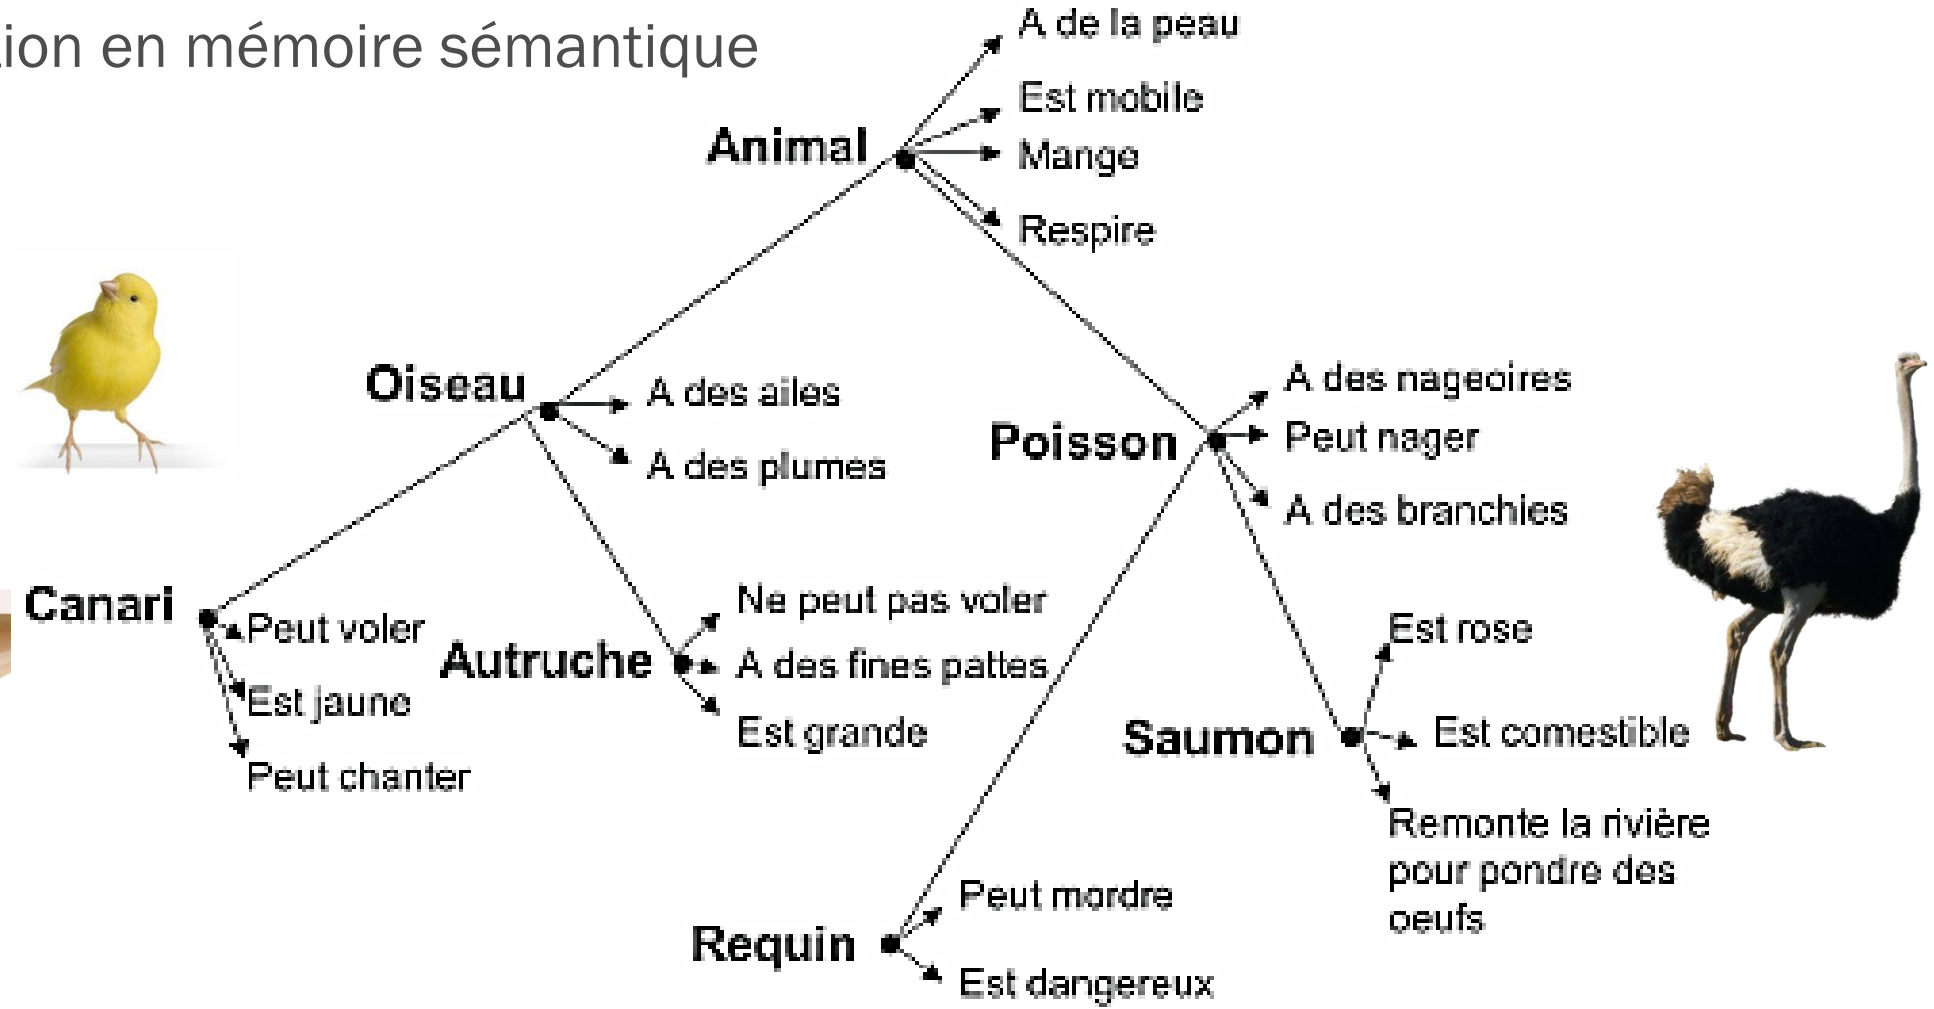 ion en mémoire sémantique
A de la peau
Est mobile
Animal
Mange
Respire
Oiseau
A des ailes
A des plumes
Poisson
A des nageoires
Peut nager
A des branchies
Canari
Peut voler
Est jaune
Peut chanter
Autruche
Ne peut pas voler
A des fines pattes
Est grande
Saumon
Est rose
Est comestible
Remonte la rivière
pour pondre des
oeufs
Requin
Peut mordre
Est dangereux